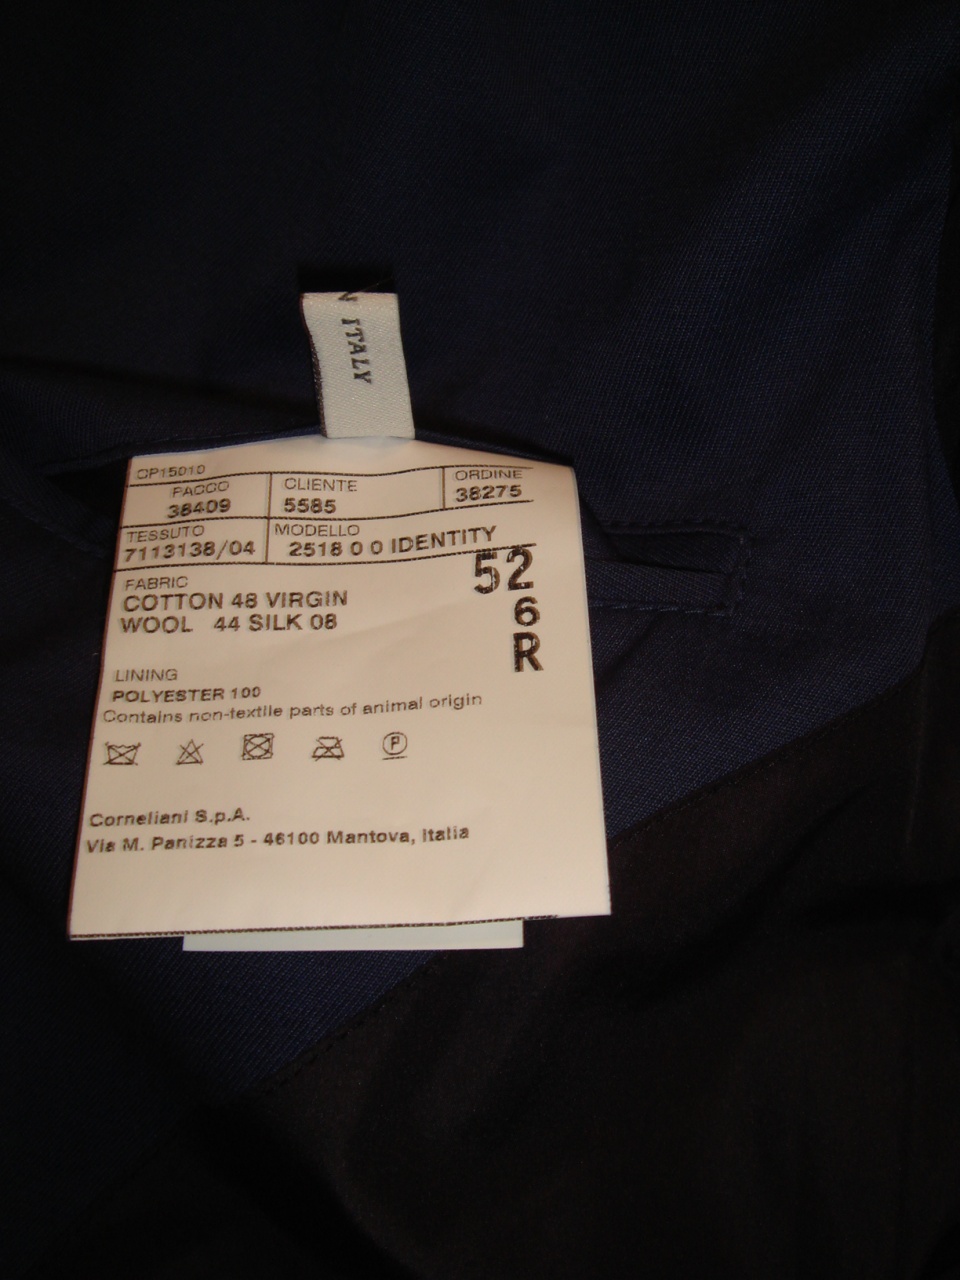 N ITALY
OP15010
PACCO CLIENTE ORDINE
38409 5585 38275
TESSUTO MODELLO
7113138/04 2518 0 0 IDENTITY
52
6
R
FABRIC
COTTON 48 VIRGIN
WOOL 44 SILK 08
LINING
POLYESTER 100
Contains non-textile parts of animal origin
P
Corneliani S.p.A.
Via M. Panizza 5 - 46100 Mantova, Italia